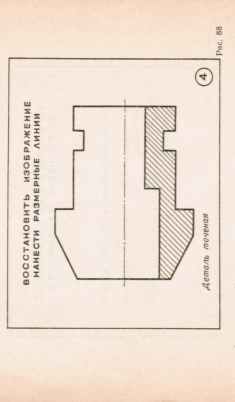 ВОССТАНОВИТЬ ИЗОБРАЖЕНИЕ
НАНЕСТИ РАЗМЕРНЫЕ ЛИНИИ
4
Деталь точеная
Рис. 88